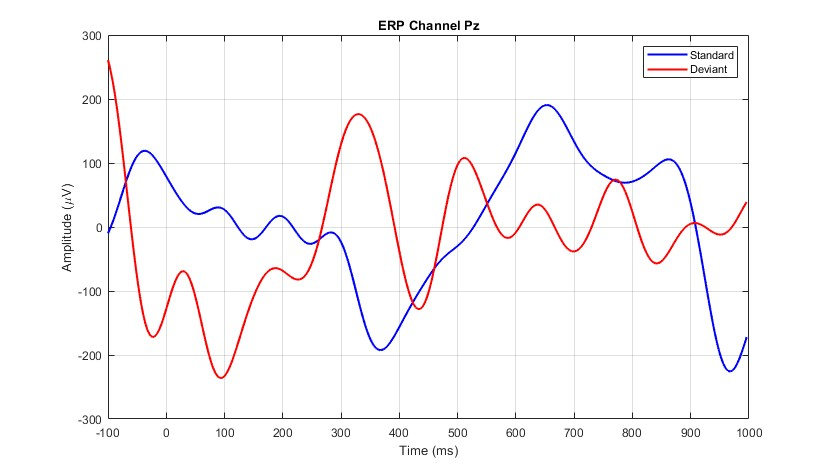 ERP Channel Pz
Standard
Deviant
300
200
100
0
-100
-200
-300
Amplitude (μV)
-100 0 100 200 300 400 500 600 700 800 900 1000
Time (ms)